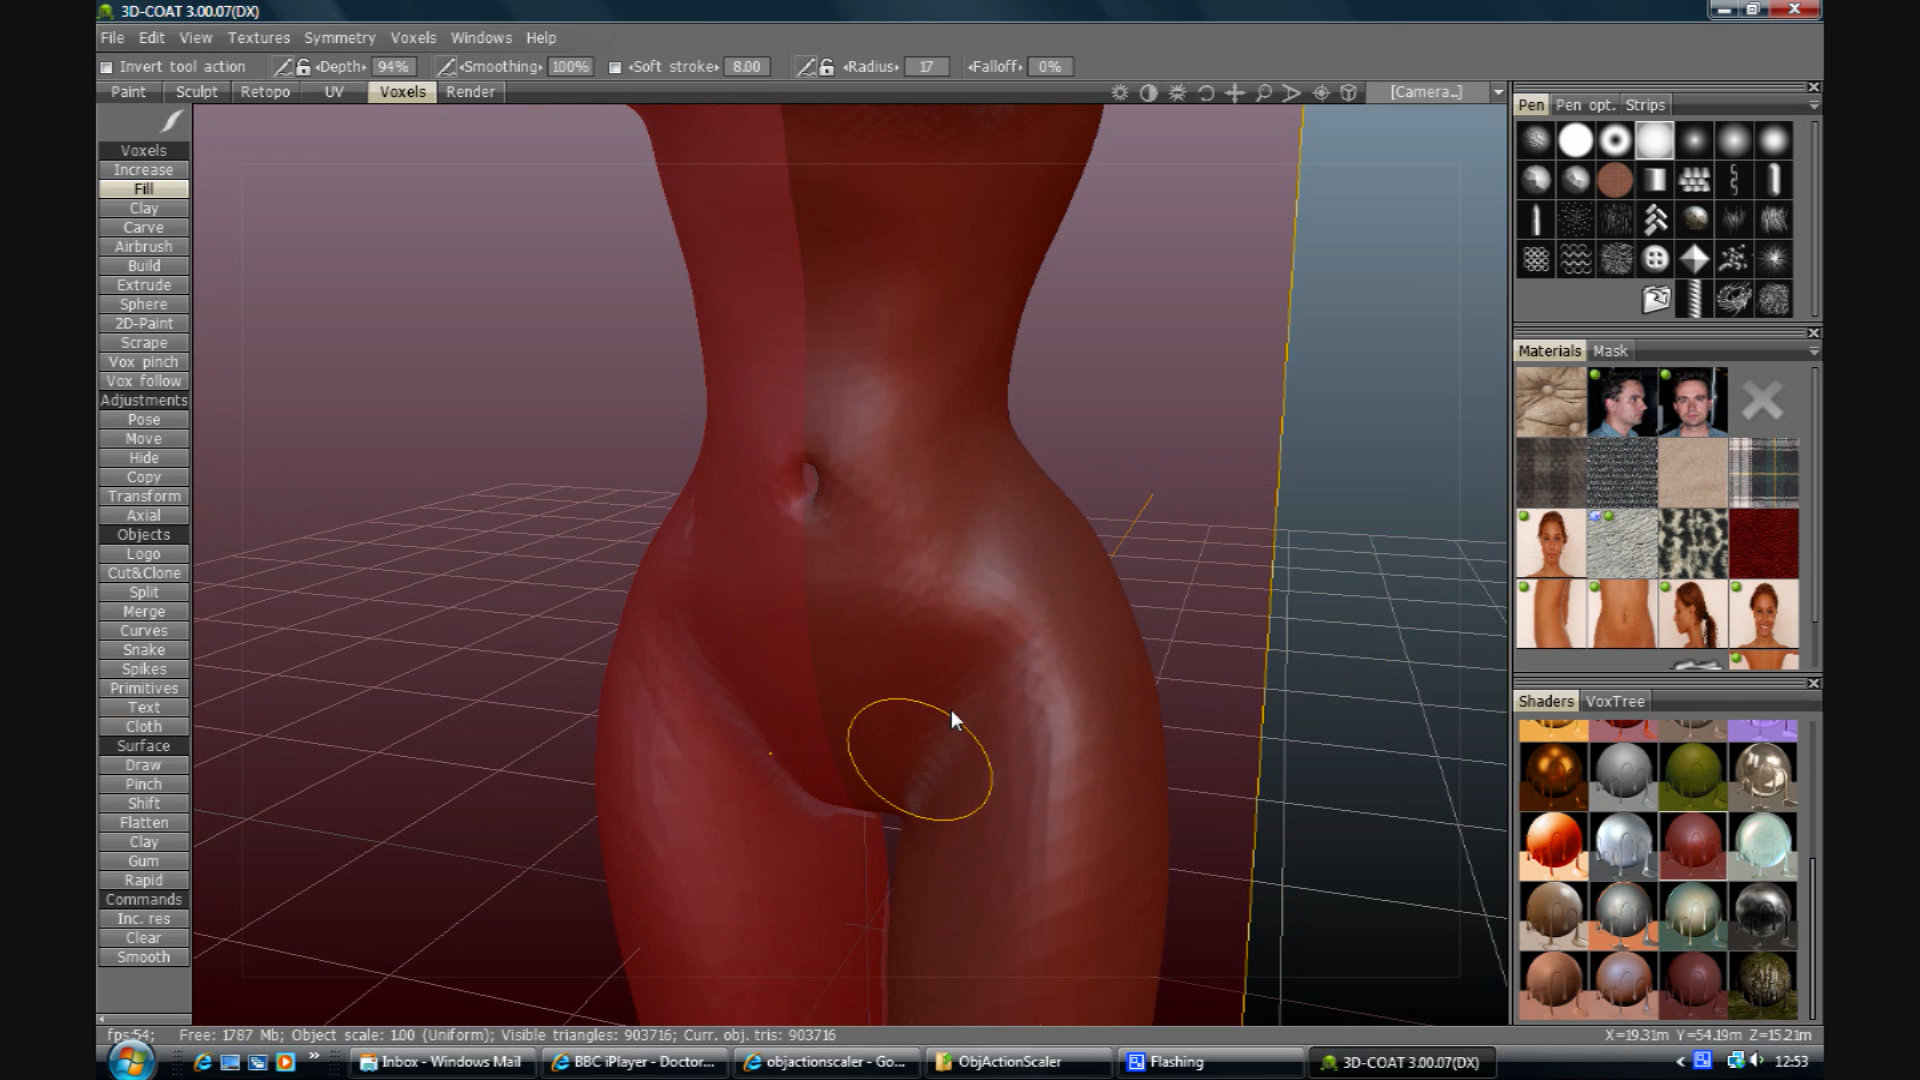 3D-COAT 3.00.07(DX)
File Edit View Textures Symmetry Voxels Windows Help
Invert tool action Depth 94% Smoothing 100% Soft stroke 8.00 Radius 17 Falloff 0%
Paint Sculpt Retopo UV Voxels Render [Camera..]
Pen Pen opt. Strips
Voxels
Increase
Fill
Clay
Carve
Airbrush
Build
Extrude
Sphere
2D-Paint
Scrape
Vox pinch
Vox follow
Adjustments
Pose
Move
Hide
Copy
Transform
Axial
Objects
Logo
Cut&Clone
Split
Merge
Curves
Snake
Spikes
Primitives
Text
Cloth
Surface
Draw
Pinch
Shift
Flatten
Clay
Gum
Rapid
Commands
Inc. res
Clear
Smooth
Materials Mask
Shaders VoxTree
fps:54; Free: 1787 Mb; Object scale: 1.00 (Uniform); Visible triangles: 903716; Curr. obj. tris: 903716
X=19.31m Y=54.19m Z=15.21m
Inbox - Windows Mail BBC iPlayer - Doctor... objactionscaler - Go... ObjActionScaler Flashing 3D-COAT 3.00.07(DX) 12:53